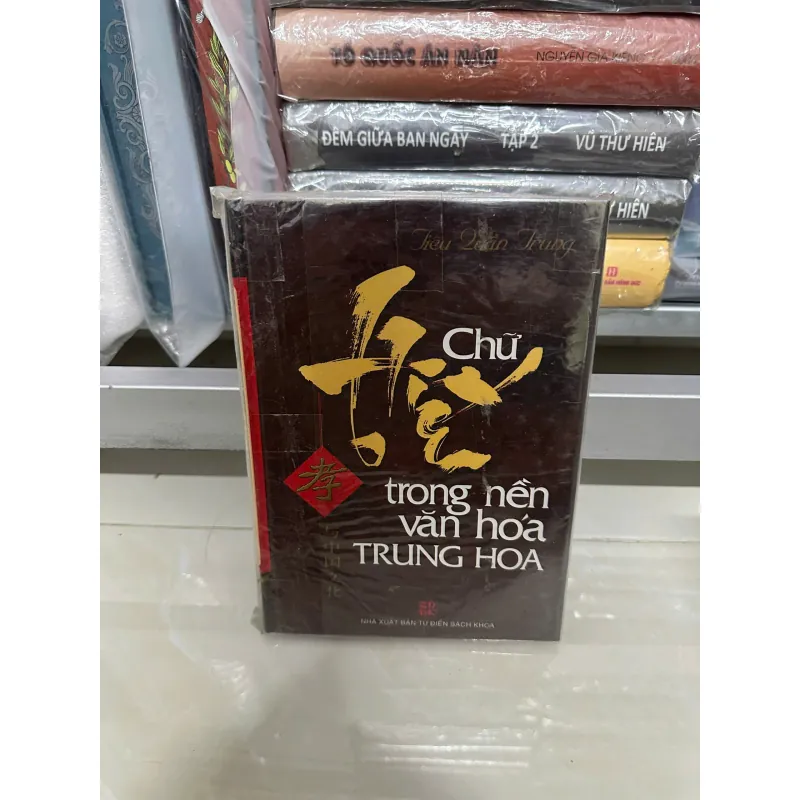 TỔ QUỐC ĂN NĂN NGUYỄN GIA KIỂNG
ĐÊM GIỮA BAN NGÀY TẬP 2 VŨ THƯ HIÊN
HIÊN
Tiêu Quần Trung
Chữ
Hiếu
孝
trong nền
văn hóa
TRUNG HOA
NHÀ XUẤT BẢN TỪ ĐIỂN BÁCH KHOA